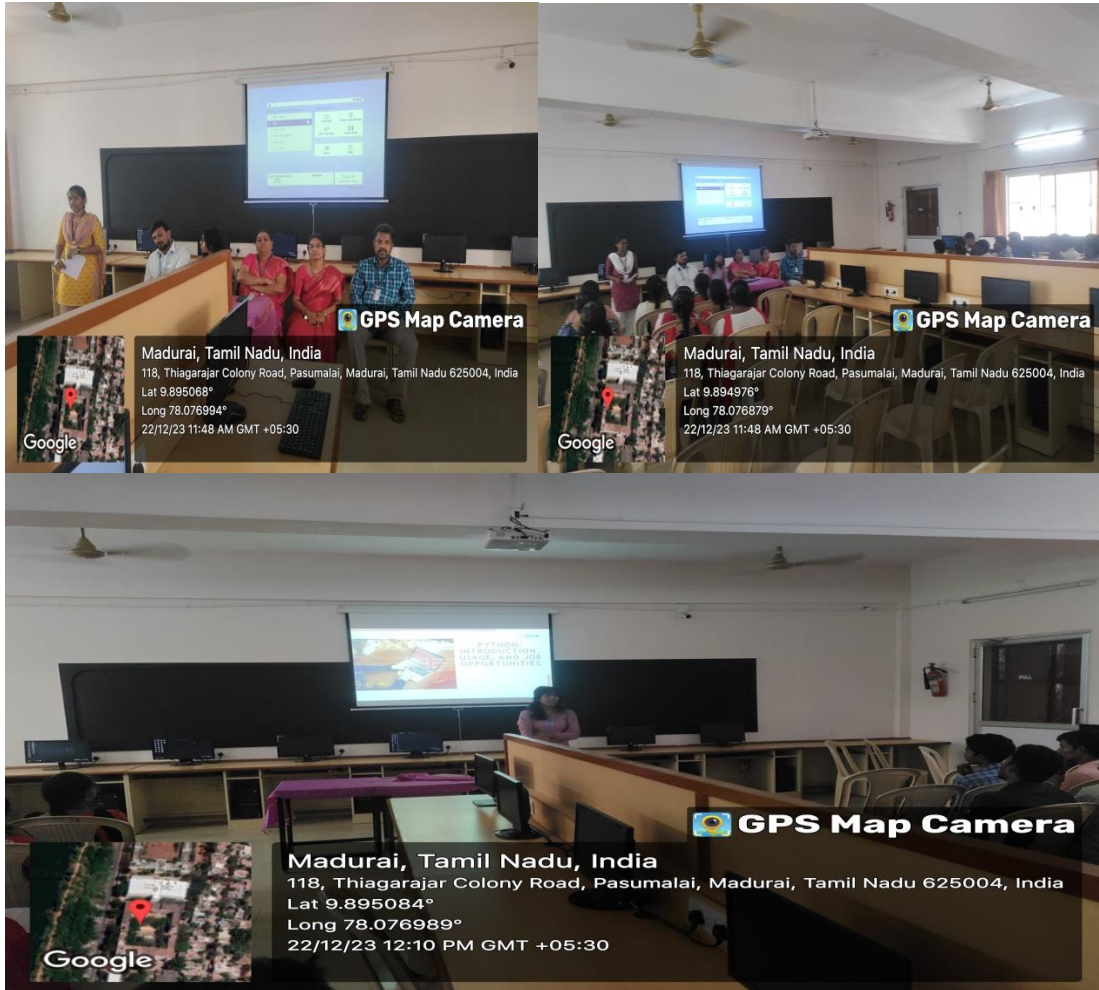 GPS Map Camera
Madurai, Tamil Nadu, India
118, Thiagarajar Colony Road, Pasumalai, Madurai, Tamil Nadu 625004, India
Lat 9.895068°
Long 78.076994°
22/12/23 11:48 AM GMT +05:30
Google
GPS Map Camera
Madurai, Tamil Nadu, India
118, Thiagarajar Colony Road, Pasumalai, Madurai, Tamil Nadu 625004, India
Lat 9.894976°
Long 78.076879°
22/12/23 11:48 AM GMT +05:30
Google
PYTHON:
INTRODUCTION,
USAGE, AND JOB
OPPORTUNITIES
PULL
GPS Map Camera
Madurai, Tamil Nadu, India
118, Thiagarajar Colony Road, Pasumalai, Madurai, Tamil Nadu 625004, India
Lat 9.895084°
Long 78.076989°
22/12/23 12:10 PM GMT +05:30
Google